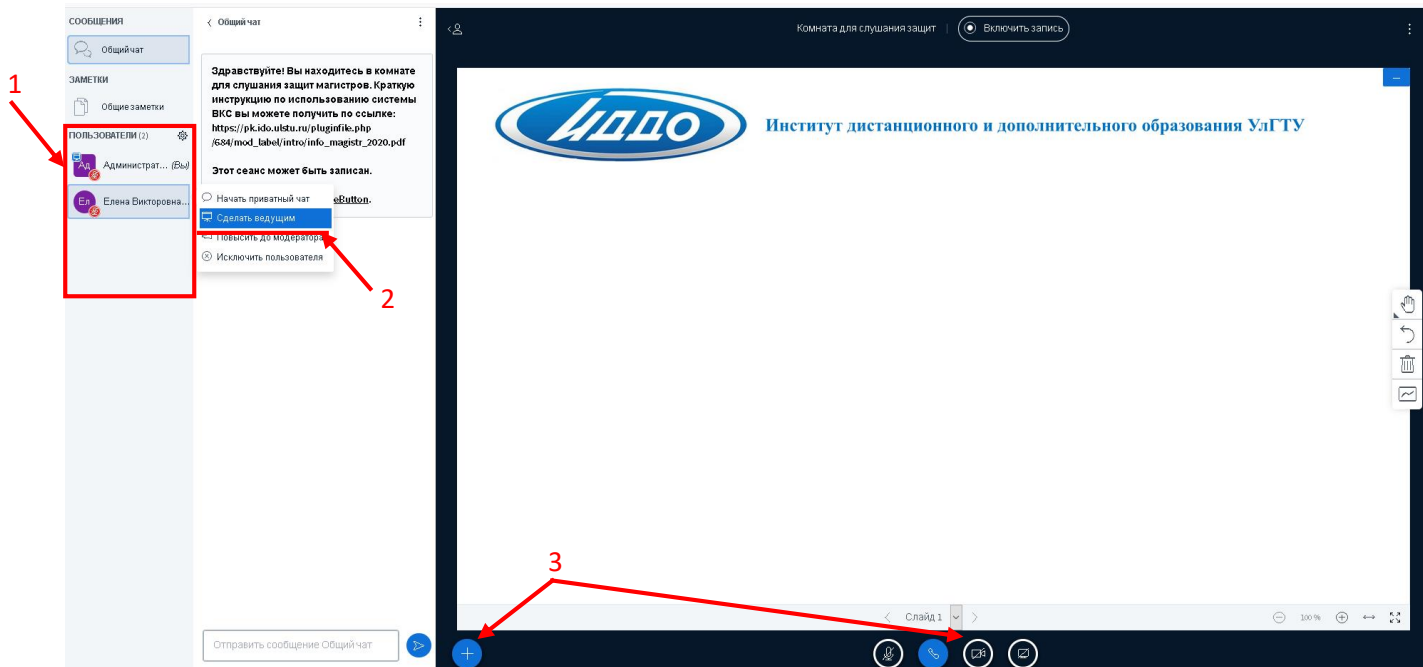 СООБЩЕНИЯ
Общий чат
ЗАМЕТКИ
Общие заметки
1
ПОЛЬЗОВАТЕЛИ (2)
Ад
Администрат... (Вы)
Ел
Елена Викторовна...
Общий чат
Здравствуйте! Вы находитесь в комнате
для слушания защит магистров. Краткую
инструкцию по использованию системы
ВКС вы можете получить по ссылке:
https://pk.ido.ulstu.ru/pluginfile.php
/684/mod_label/intro/info_magistr_2020.pdf
Этот сеанс может быть записан.
eButton.
Начать приватный чат
Сделать ведущим
Повысить до модератора
Исключить пользователя
2
Отправить сообщение Общий чат
Комната для слушания защит
Включить запись
ИДДО
Институт дистанционного и дополнительного образования УлГТУ
3
Слайд 1
100 %